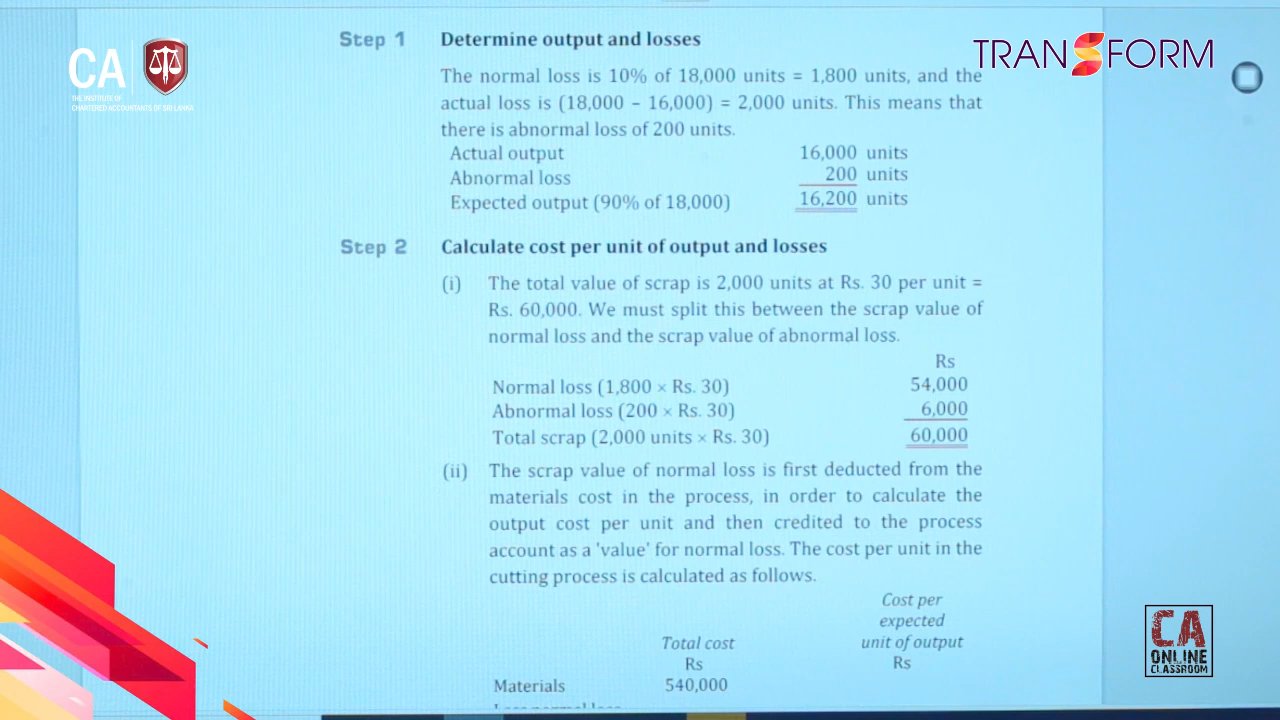 CA
THE INSTITUTE OF
CHARTERED ACCOUNTANTS OF SRI LANKA
TRANSFORM
Step 1 Determine output and losses
The normal loss is 10% of 18,000 units = 1,800 units, and the
actual loss is (18,000 – 16,000) = 2,000 units. This means that
there is abnormal loss of 200 units.
Actual output 16,000 units
Abnormal loss 200 units
Expected output (90% of 18,000) 16,200 units
Step 2 Calculate cost per unit of output and losses
(i) The total value of scrap is 2,000 units at Rs. 30 per unit =
Rs. 60,000. We must split this between the scrap value of
normal loss and the scrap value of abnormal loss.
Rs
Normal loss (1,800 × Rs. 30) 54,000
Abnormal loss (200 × Rs. 30) 6,000
Total scrap (2,000 units × Rs. 30) 60,000
(ii) The scrap value of normal loss is first deducted from the
materials cost in the process, in order to calculate the
output cost per unit and then credited to the process
account as a 'value' for normal loss. The cost per unit in the
cutting process is calculated as follows.
Cost per
expected
Total cost unit of output
Rs Rs
Materials 540,000
CA
ONLINE
CLASSROOM